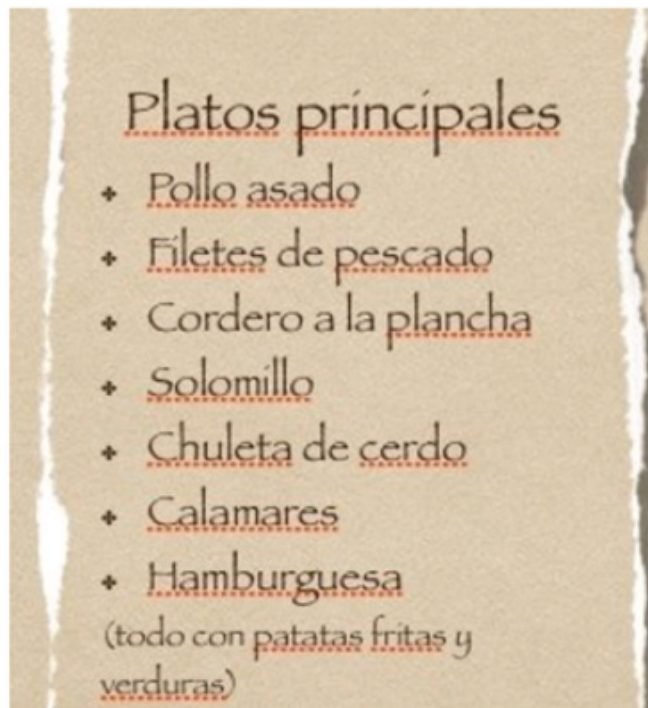 Platos principales
Pollo asado
Filetes de pescado
Cordero a la plancha
Solomillo
Chuleta de cerdo
Calamares
Hamburguesa
(todo con patatas fritas y
verduras)